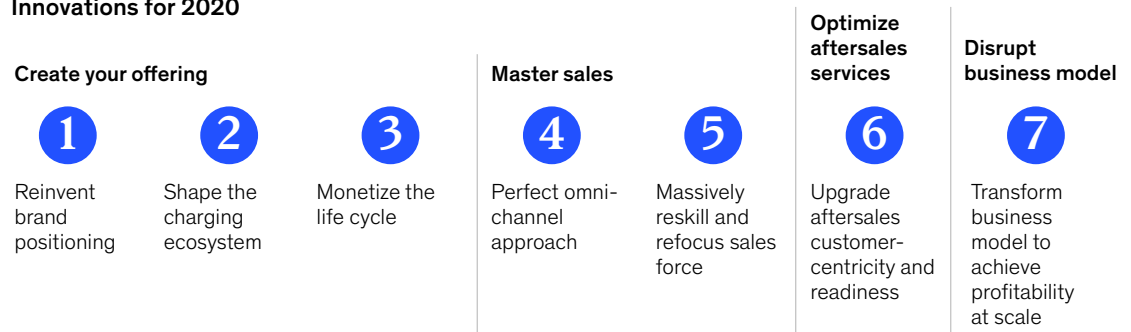 Innovations for 2020
Create your offering
1
Reinvent
brand
positioning
2
Shape the
charging
ecosystem
3
Monetize the
life cycle
Master sales
4
Perfect omni-
channel
approach
5
Massively
reskill and
refocus sales
force
Optimize
aftersales
services
6
Upgrade
aftersales
customer-
centricity and
readiness
Disrupt
business model
7
Transform
business
model to
achieve
profitability
at scale